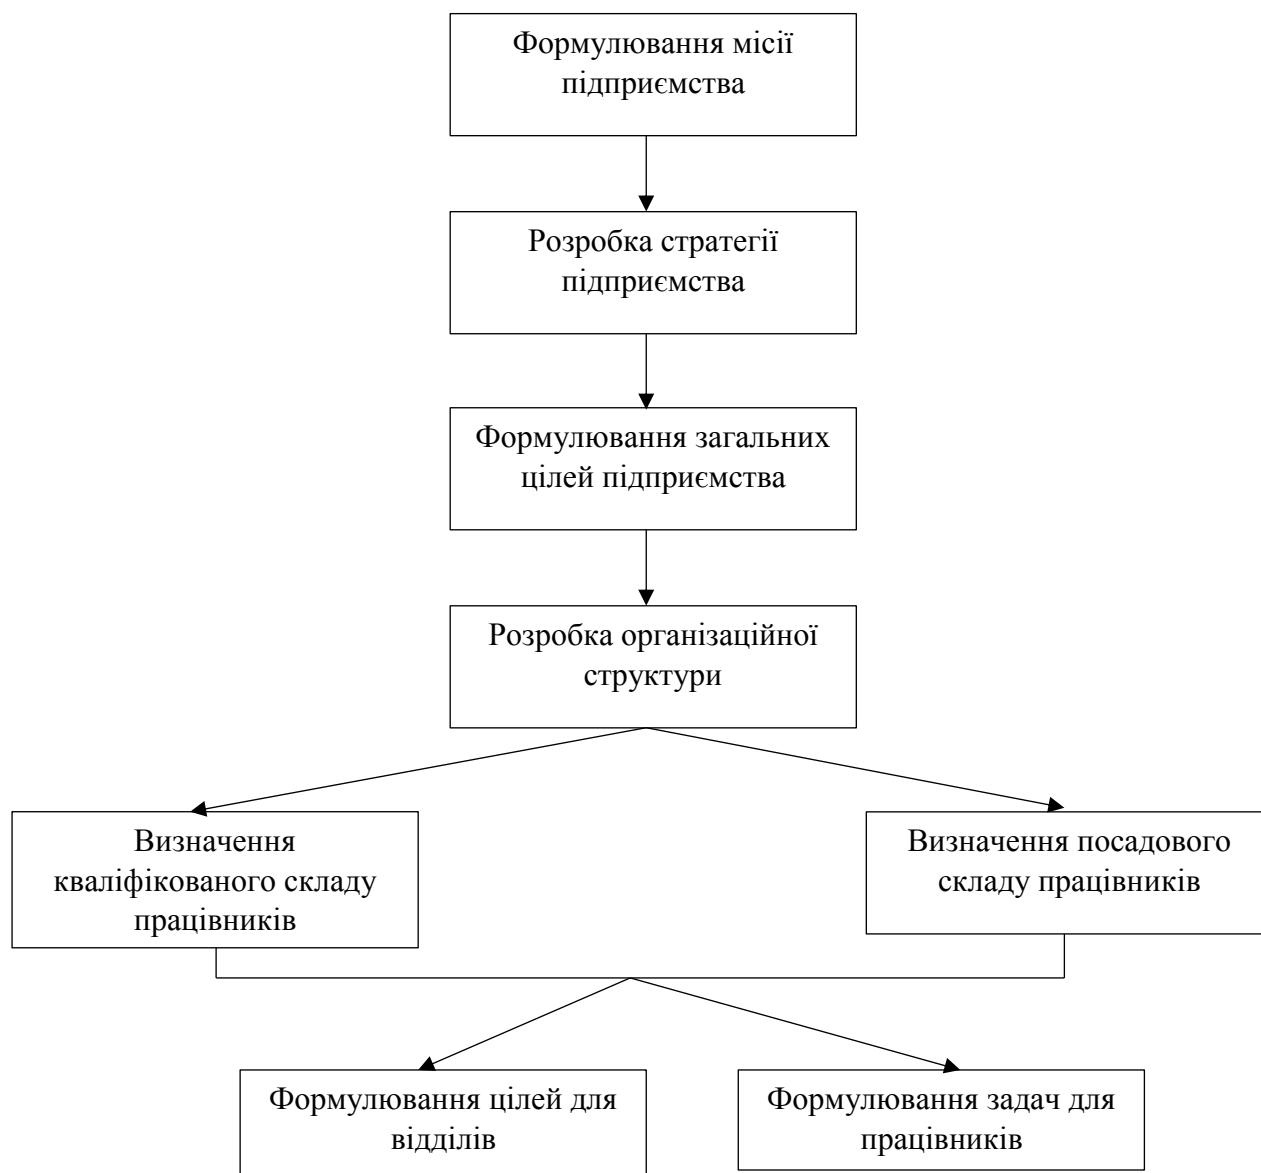 Формулювання місії
підприємства
Розробка стратегії
підприємства
Формулювання загальних
цілей підприємства
Розробка організаційної
структури
Визначення
кваліфікованого складу
працівників
Визначення посадового
складу працівників
Формулювання цілей для
відділів
Формулювання задач для
працівників